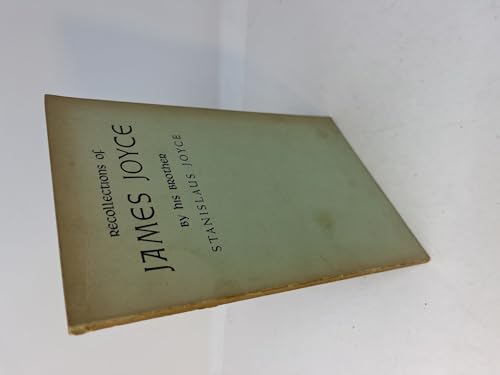 Recollections of
JAMES JOYCE
By his Brother
STANISLAUS JOYCE